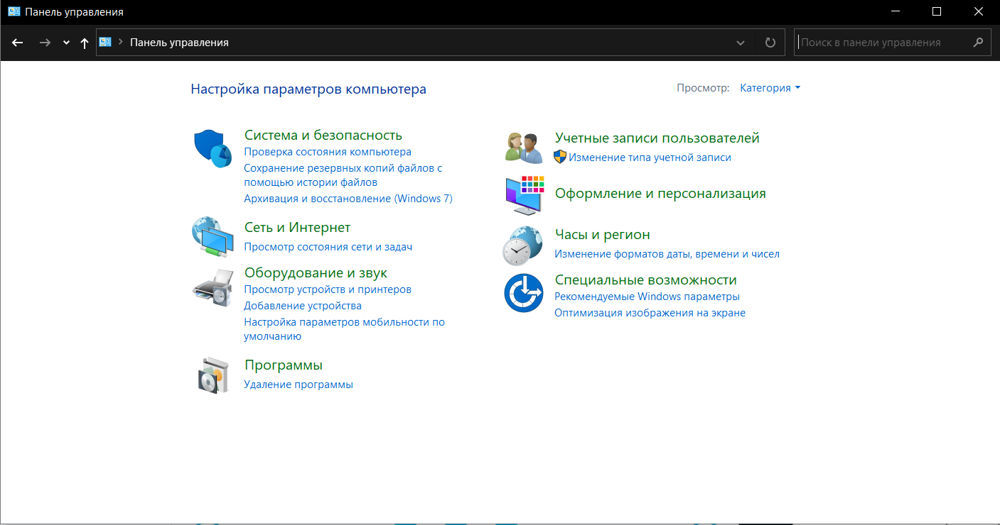 Панель управления
Панель управления
Поиск в панели управления
Настройка параметров компьютера
Просмотр: Категория
Система и безопасность
Проверка состояния компьютера
Сохранение резервных копий файлов с
помощью истории файлов
Архивация и восстановление (Windows 7)
Сеть и Интернет
Просмотр состояния сети и задач
Оборудование и звук
Просмотр устройств и принтеров
Добавление устройства
Настройка параметров мобильности по
умолчанию
Программы
Удаление программы
Учетные записи пользователей
Изменение типа учетной записи
Оформление и персонализация
Часы и регион
Изменение форматов даты, времени и чисел
Специальные возможности
Рекомендуемые Windows параметры
Оптимизация изображения на экране